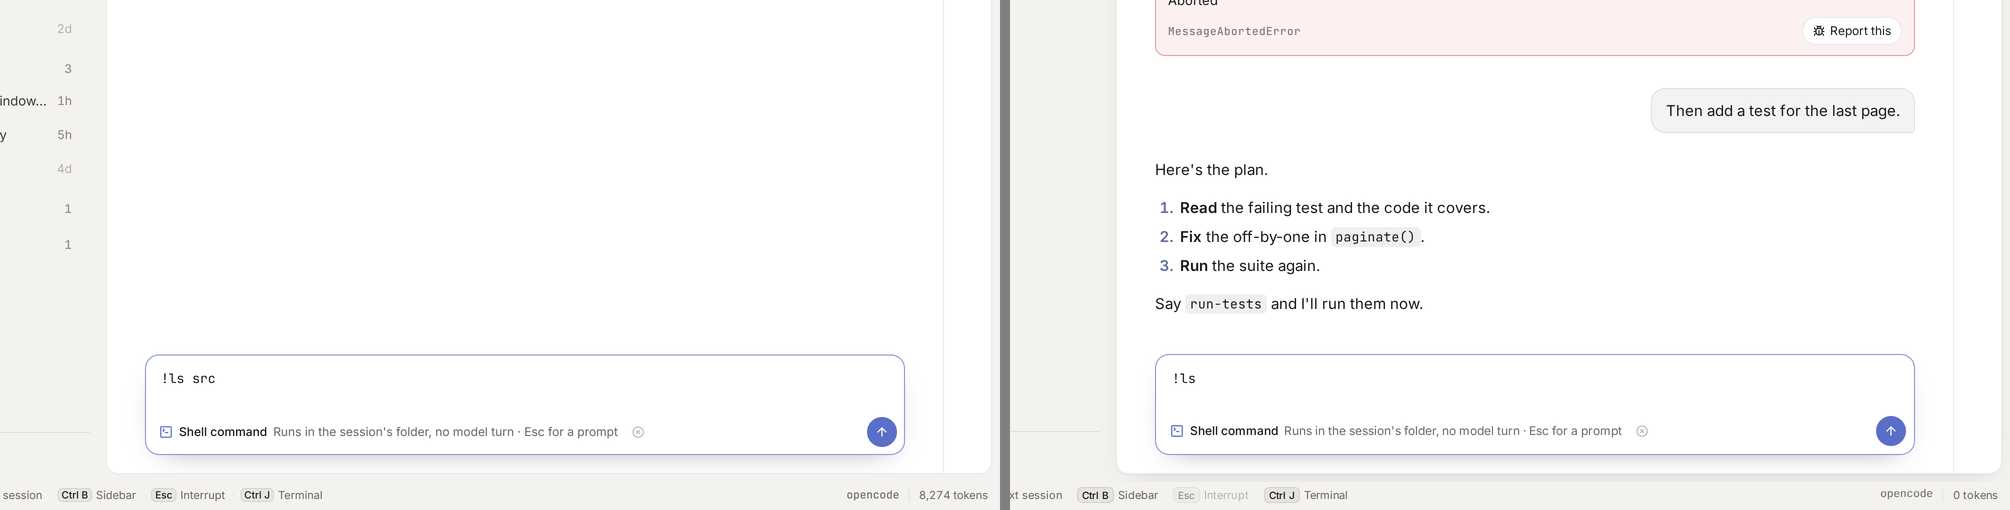 2d
3
indow... 1h
y 5h
4d
1
1
!ls src
Shell command Runs in the session's folder, no model turn · Esc for a prompt
session · Ctrl B Sidebar · Esc Interrupt · Ctrl J Terminal
opencode 8,274 tokens
Aborted
MessageAbortedError
Report this
Then add a test for the last page.
Here's the plan.
1. Read the failing test and the code it covers.
2. Fix the off-by-one in paginate().
3. Run the suite again.
Say run-tests and I'll run them now.
!ls
Shell command Runs in the session's folder, no model turn · Esc for a prompt
xt session · Ctrl B Sidebar · Esc Interrupt · Ctrl J Terminal
opencode 0 tokens